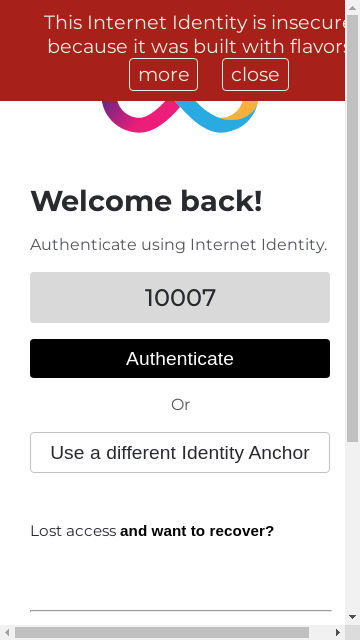 This Internet Identity is insecure
because it was built with flavors
more close
Welcome back!
Authenticate using Internet Identity.
10007
Authenticate
Or
Use a different Identity Anchor
Lost access and want to recover?